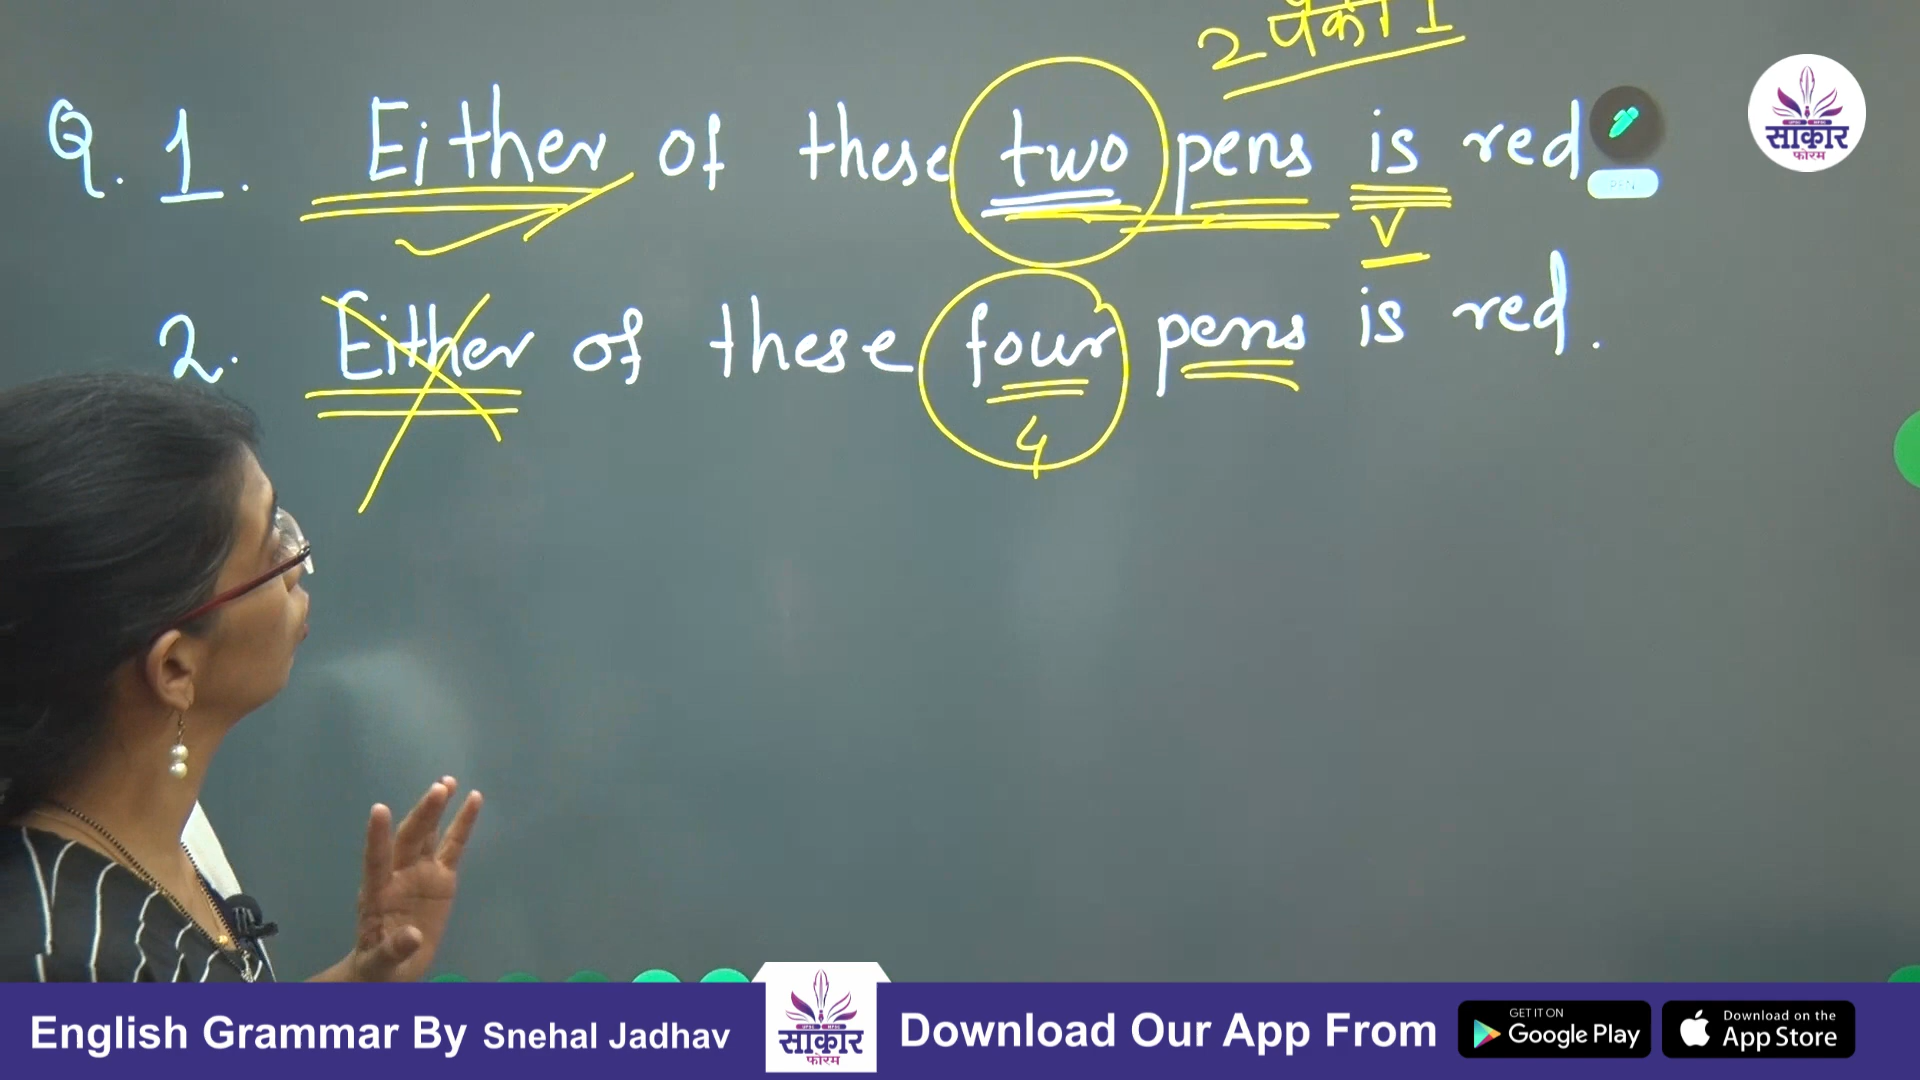 2 पैकी 1
Q. 1. Either of these two pens is red
V
2. Either of these four pens is red.
4
PEN
साकार
फोरम
English Grammar By Snehal Jadhav
साकार
फोरम
Download Our App From
GET IT ON
Google Play
Download on the
App Store